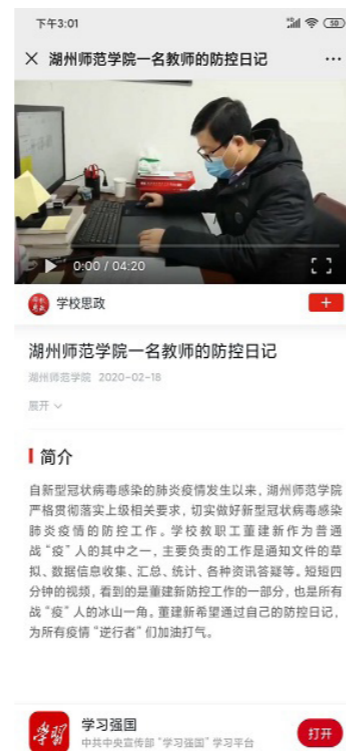 下午3:01
50
湖州师范学院一名教师的防控日记
0:00 / 04:20
学校思政
湖州师范学院一名教师的防控日记
湖州师范学院 2020-02-18
展开
简介
自新型冠状病毒感染的肺炎疫情发生以来，湖州师范学院
严格贯彻落实上级相关要求，切实做好新型冠状病毒感染
肺炎疫情的防控工作。学校教职工董建新作为普通
战“疫”人的其中之一，主要负责的工作是通知文件的草
拟、数据信息收集、汇总、统计、各种资讯答疑等。短短四
分钟的视频，看到的是董建新防控工作的一部分，也是所有
战“疫”人的冰山一角。董建新希望通过自己的防控日记，
为所有疫情“逆行者”们加油打气。
学习
学习强国
中共中央宣传部“学习强国”学习平台
打开